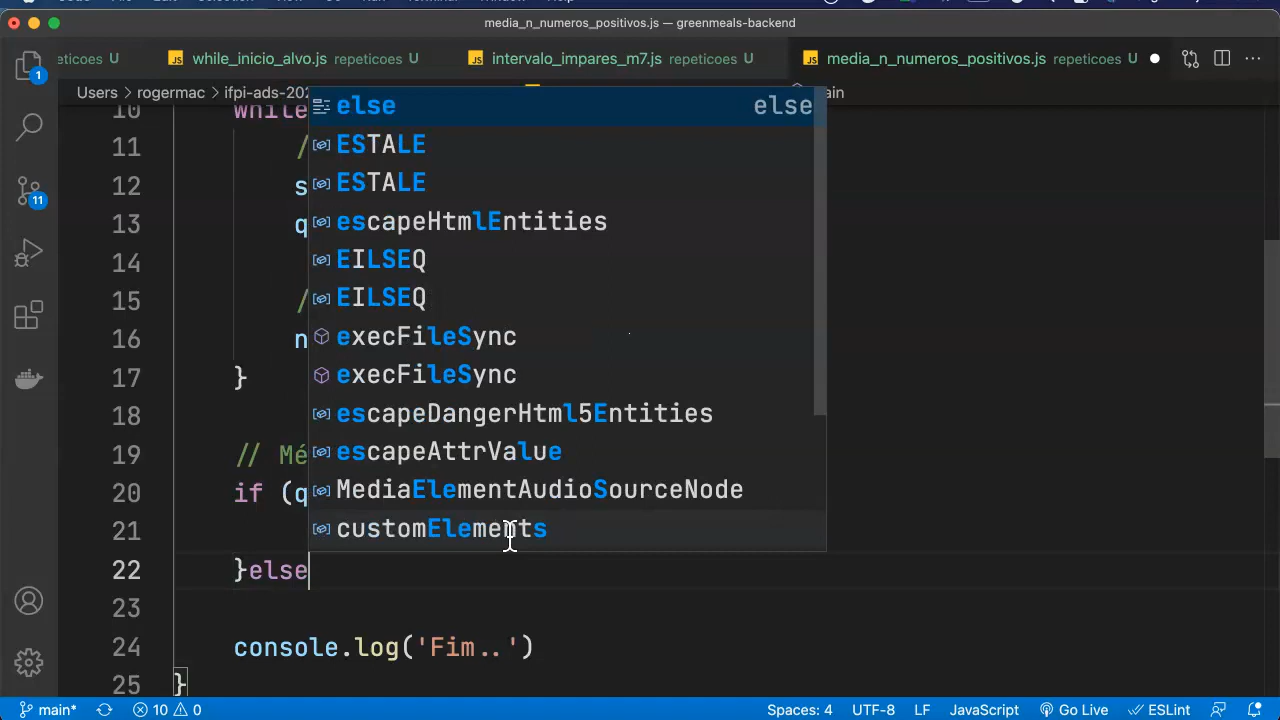 media_n_numeros_positivos.js — greenmeals-backend
eticoes U
while_inicio_alvo.js repeticoes U
intervalo_impares_m7.js repeticoes U
media_n_numeros_positivos.js repeticoes U
Users > rogermac > ifpi-ads-202
10 while
else else
11 /
ESTALE
12 s
ESTALE
13 q
escapeHtmlEntities
14
EILSEQ
15 /
EILSEQ
16 n
execFileSync
17 }
execFileSync
18
escapeDangerHtml5Entities
19 // Mé
escapeAttrValue
20 if (q
MediaElementAudioSourceNode
21
customElements
22 }else
23
24 console.log('Fim..')
25 }
1
11
main* 10 0 Spaces: 4 UTF-8 LF JavaScript Go Live ESLint